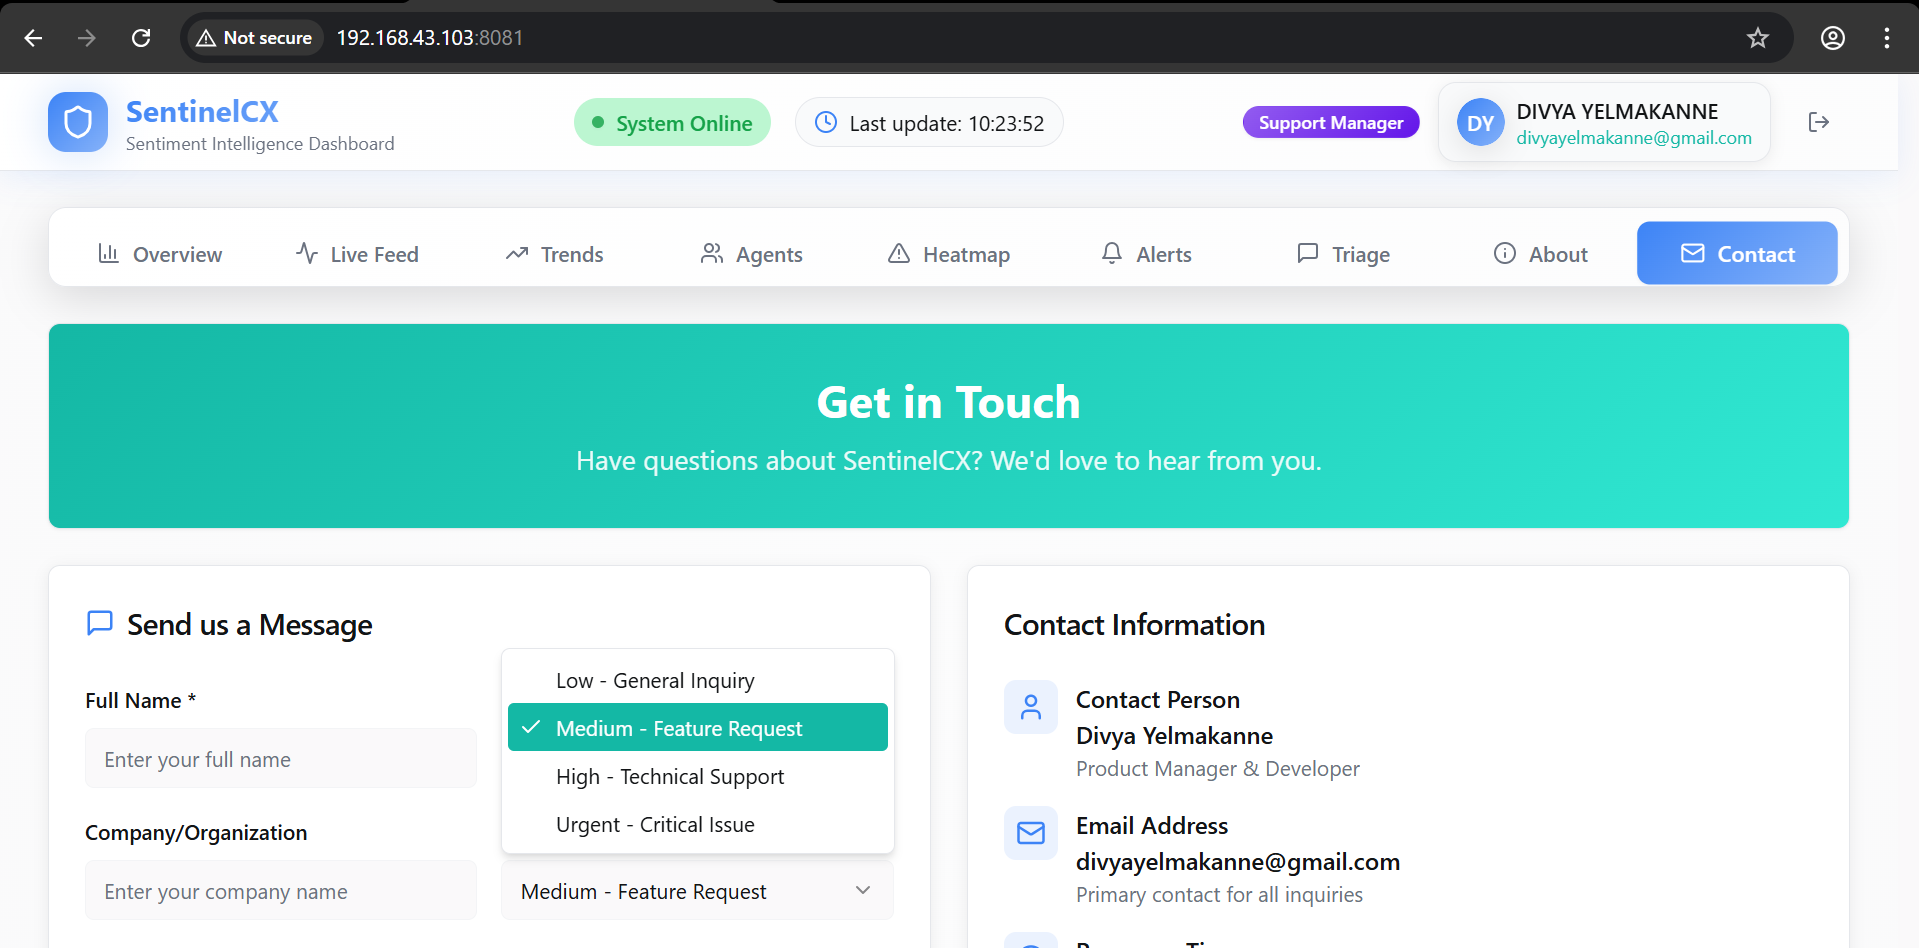 Not secure 192.168.43.103:8081
SentinelCX
Sentiment Intelligence Dashboard
System Online
Last update: 10:23:52
Support Manager
DY
DIVYA YELMAKANNE
divyayelmakanne@gmail.com
Overview
Live Feed
Trends
Agents
Heatmap
Alerts
Triage
About
Contact
Get in Touch
Have questions about SentinelCX? We'd love to hear from you.
Send us a Message
Full Name *
Enter your full name
Low - General Inquiry
Medium - Feature Request
High - Technical Support
Urgent - Critical Issue
Company/Organization
Enter your company name
Medium - Feature Request
Contact Information
Contact Person
Divya Yelmakanne
Product Manager & Developer
Email Address
divyayelmakanne@gmail.com
Primary contact for all inquiries